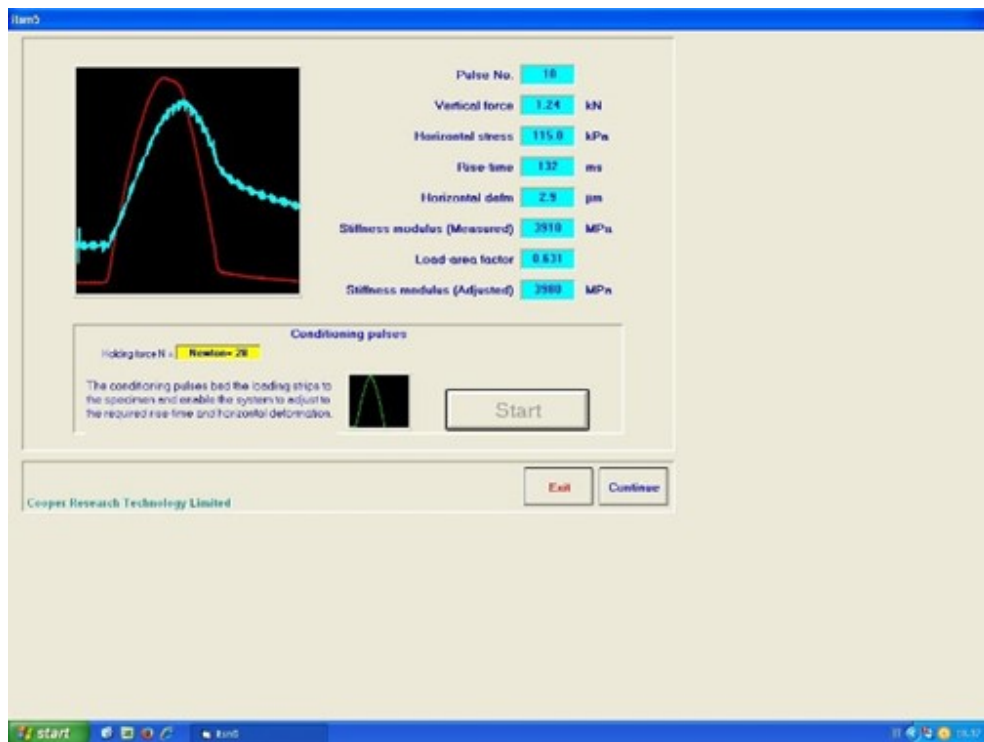 itsm5
Pulse No. 10
Vertical force 1.24 kN
Horizontal stress 115.0 kPa
Rise-time 132 ms
Horizontal defm 2.9 µm
Stiffness modulus (Measured) 3910 MPa
Load-area factor 0.631
Stiffness modulus (Adjusted) 3980 MPa
Conditioning pulses
Holding force N = Newton= 20
The conditioning pulses bed the loading strips to
the specimen and enable the system to adjust to
the required rise-time and horizontal deformation.
Start
Exit Continue
Cooper Research Technology Limited
start itsm5 IT